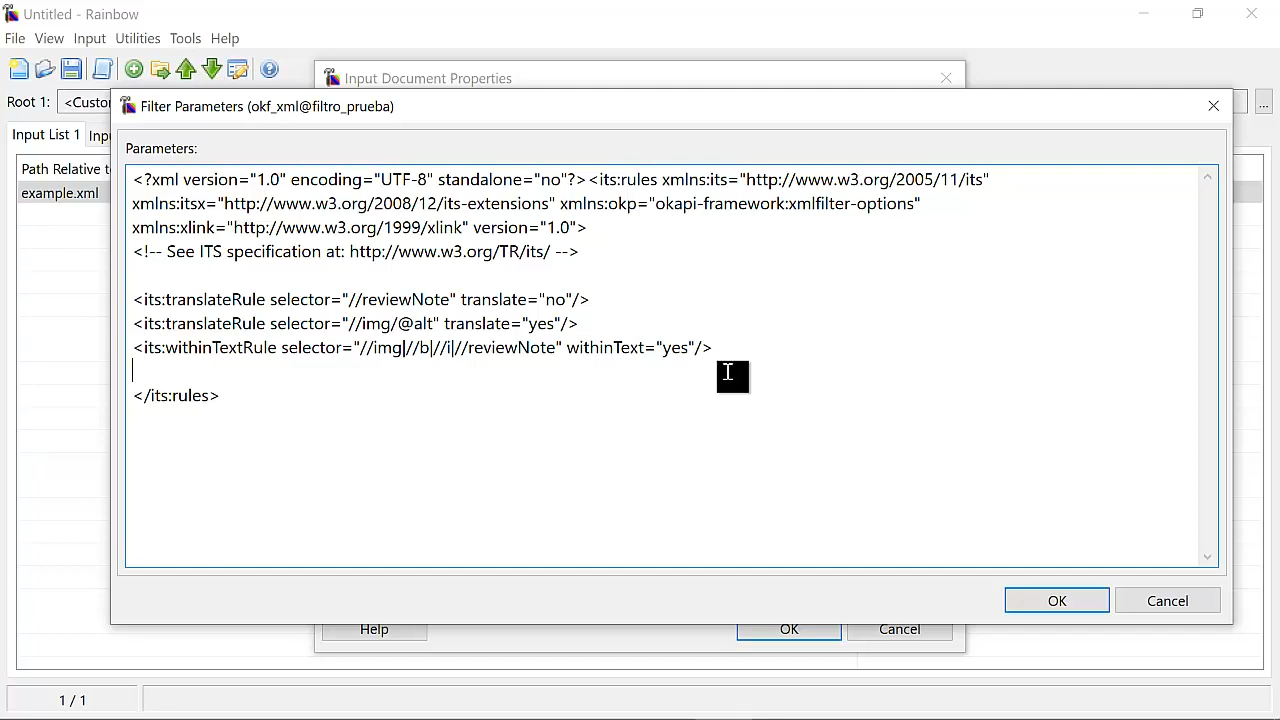 Untitled - Rainbow
File View Input Utilities Tools Help
Root 1: <Custo
...
Input Document Properties
Filter Parameters (okf_xml@filtro_prueba)
Input List 1 Inp
Path Relative t
example.xml
Parameters:
<?xml version="1.0" encoding="UTF-8" standalone="no"?><its:rules xmlns:its="http://www.w3.org/2005/11/its"
xmlns:itsx="http://www.w3.org/2008/12/its-extensions" xmlns:okp="okapi-framework:xmlfilter-options"
xmlns:xlink="http://www.w3.org/1999/xlink" version="1.0">
<!-- See ITS specification at: http://www.w3.org/TR/its/ -->
<its:translateRule selector="//reviewNote" translate="no"/>
<its:translateRule selector="//img/@alt" translate="yes"/>
<its:withinTextRule selector="//img|//b|//i|//reviewNote" withinText="yes"/>
</its:rules>
OK Cancel
Help OK Cancel
1 / 1